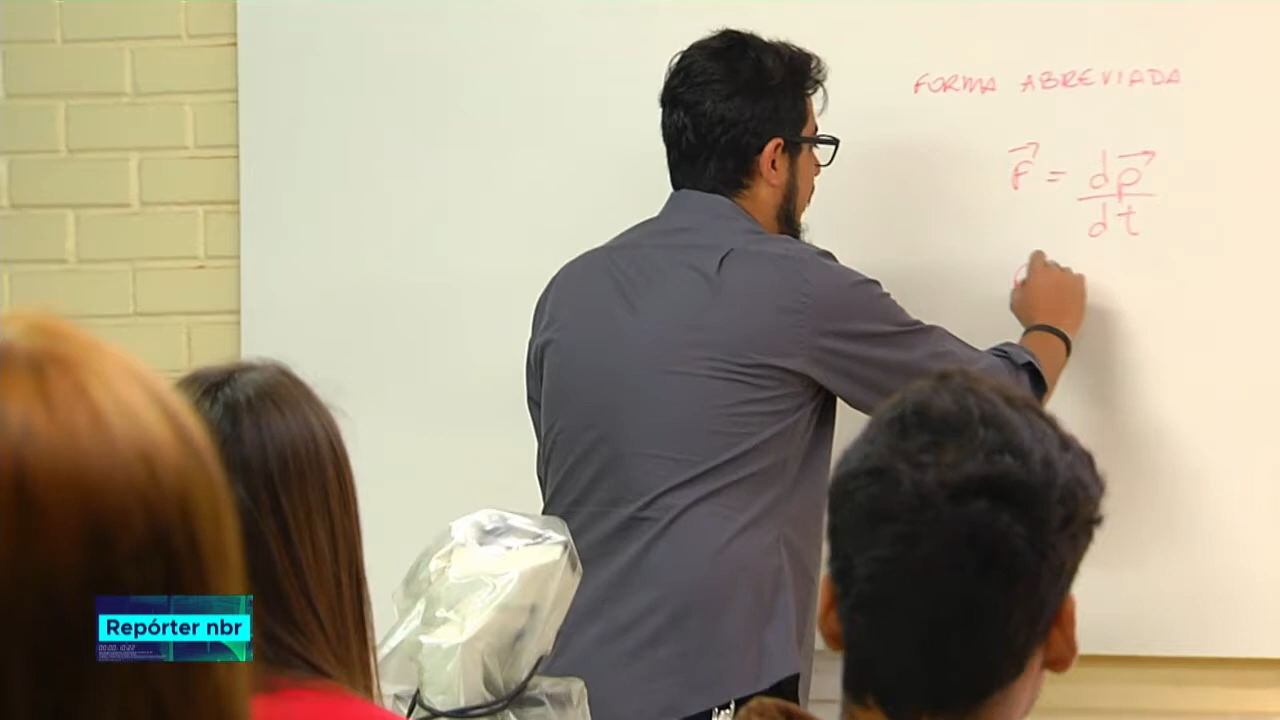 FORMA ABREVIADA
F⃗ = dp⃗/dt
Repórter nbr